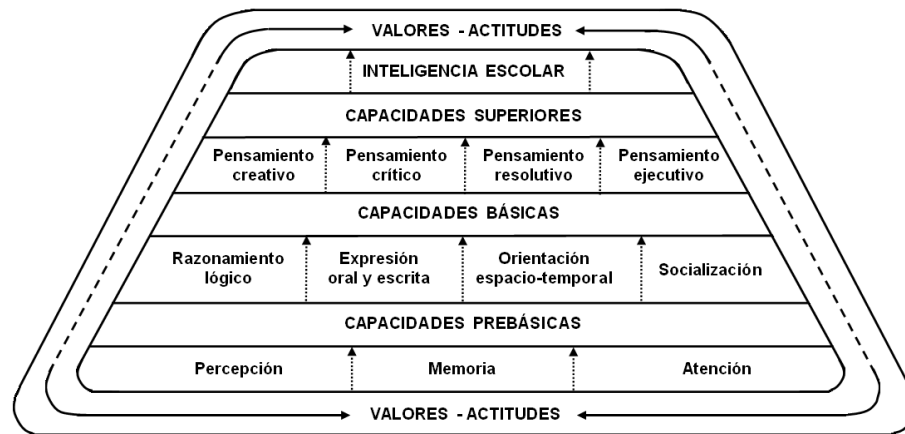 VALORES - ACTITUDES
INTELIGENCIA ESCOLAR
CAPACIDADES SUPERIORES
Pensamiento creativo
Pensamiento crítico
Pensamiento resolutivo
Pensamiento ejecutivo
CAPACIDADES BÁSICAS
Razonamiento lógico
Expresión oral y escrita
Orientación espacio-temporal
Socialización
CAPACIDADES PREBÁSICAS
Percepción
Memoria
Atención
VALORES - ACTITUDES